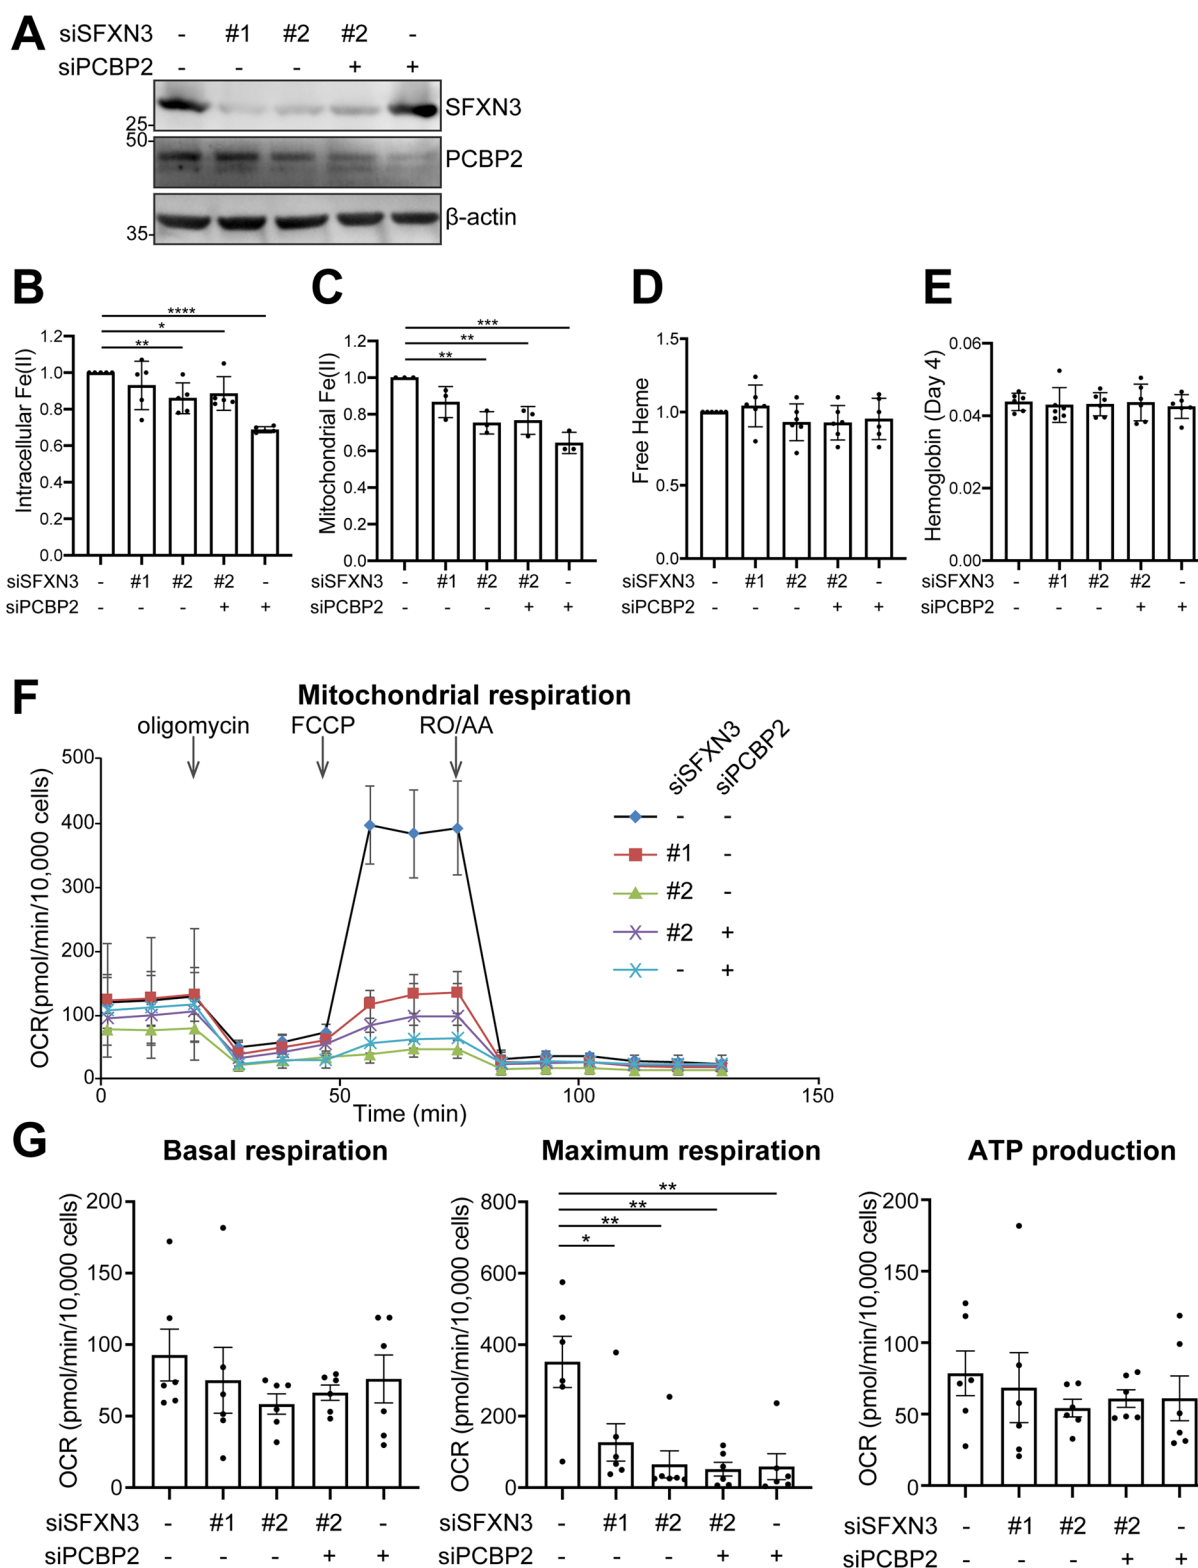 A
siSFXN3 - #1 #2 #2 -
siPCBP2 - - - + +
SFXN3
25
50
PCBP2
β-actin
35
B
****
*
**
Intracellular Fe(II)
1.2
1.0
0.8
0.6
0.4
0.2
0.0
siSFXN3 - #1 #2 #2 -
siPCBP2 - - - + +
C
***
**
**
Mitochondrial Fe(II)
1.2
1.0
0.8
0.6
0.4
0.2
0.0
siSFXN3 - #1 #2 #2 -
siPCBP2 - - - + +
D
Free Heme
1.5
1.0
0.5
0.0
siSFXN3 - #1 #2 #2 -
siPCBP2 - - - + +
E
Hemoglobin (Day 4)
0.06
0.04
0.02
0.00
siSFXN3 - #1 #2 #2 -
siPCBP2 - - - + +
F
Mitochondrial respiration
oligomycin FCCP RO/AA
OCR(pmol/min/10,000 cells)
500
400
300
200
100
0
0 50 100 150
Time (min)
siSFXN3 siPCBP2
- -
#1 -
#2 -
#2 +
- +
G
Basal respiration
OCR (pmol/min/10,000 cells)
200
150
100
50
0
siSFXN3 - #1 #2 #2 -
siPCBP2 - - - + +
Maximum respiration
**
**
**
*
OCR (pmol/min/10,000 cells)
800
600
400
200
0
siSFXN3 - #1 #2 #2 -
siPCBP2 - - - + +
ATP production
OCR (pmol/min/10,000 cells)
200
150
100
50
0
siSFXN3 - #1 #2 #2 -
siPCBP2 - - - + +